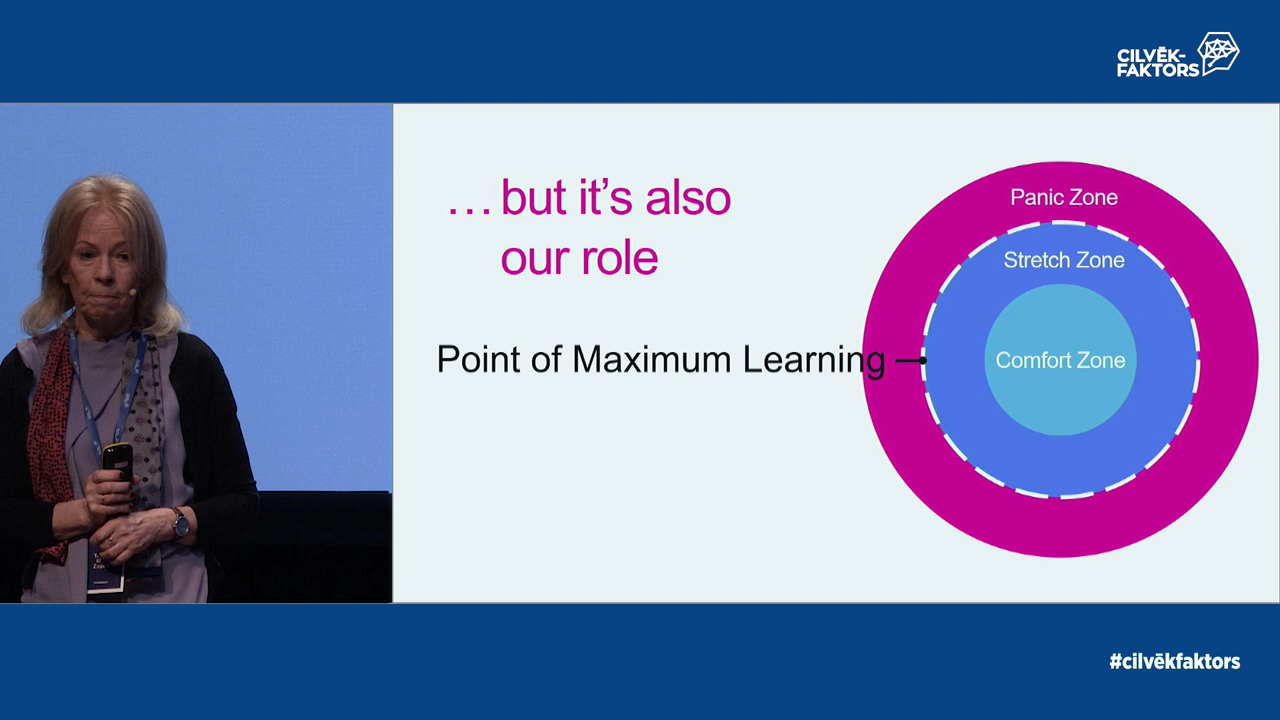 CILVĒK-
FAKTORS
…but it’s also
our role
Point of Maximum Learning
Panic Zone
Stretch Zone
Comfort Zone
#cilvēkfaktors